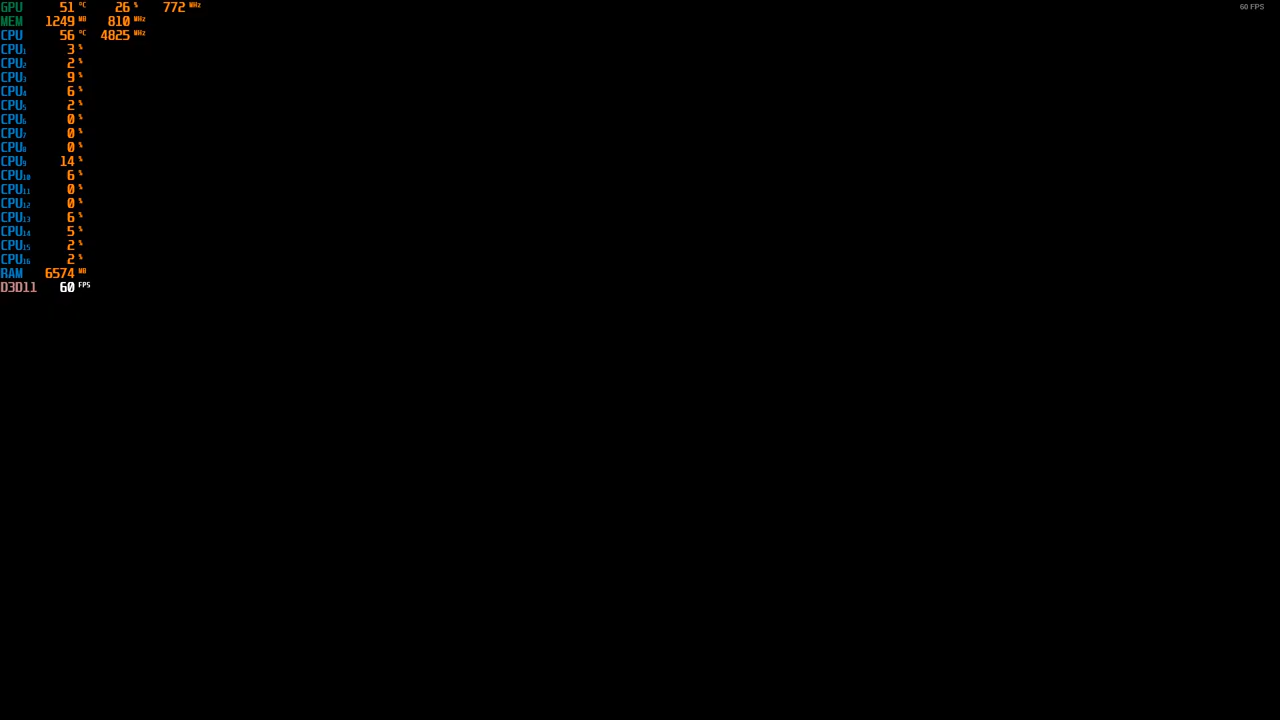 GPU 51 °C 26 % 772 MHz
60 FPS
MEM 1249 MB 810 MHz
CPU 56 °C 4825 MHz
CPU1 3 %
CPU2 2 %
CPU3 9 %
CPU4 6 %
CPU5 2 %
CPU6 0 %
CPU7 0 %
CPU8 0 %
CPU9 14 %
CPU10 6 %
CPU11 0 %
CPU12 0 %
CPU13 6 %
CPU14 5 %
CPU15 2 %
CPU16 2 %
RAM 6574 MB
D3D11 60 FPS